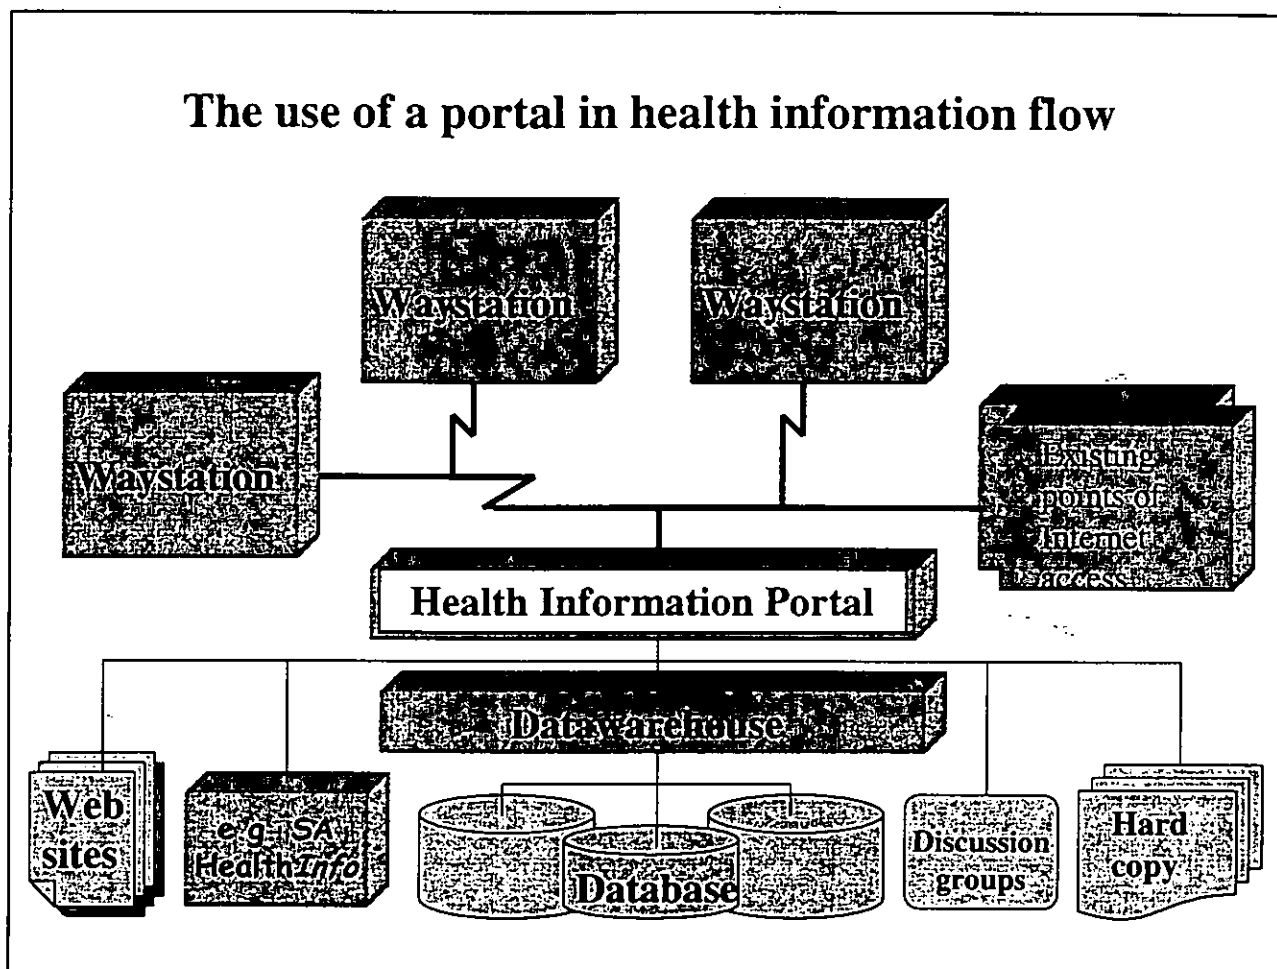 The use of a portal in health information flow
Waystation
Waystation
Waystation
Existing
points of
Internet
access
Health Information Portal
Datawarehouse
Web
sites
e g SA
HealthInfo
Database
Discussion
groups
Hard
copy